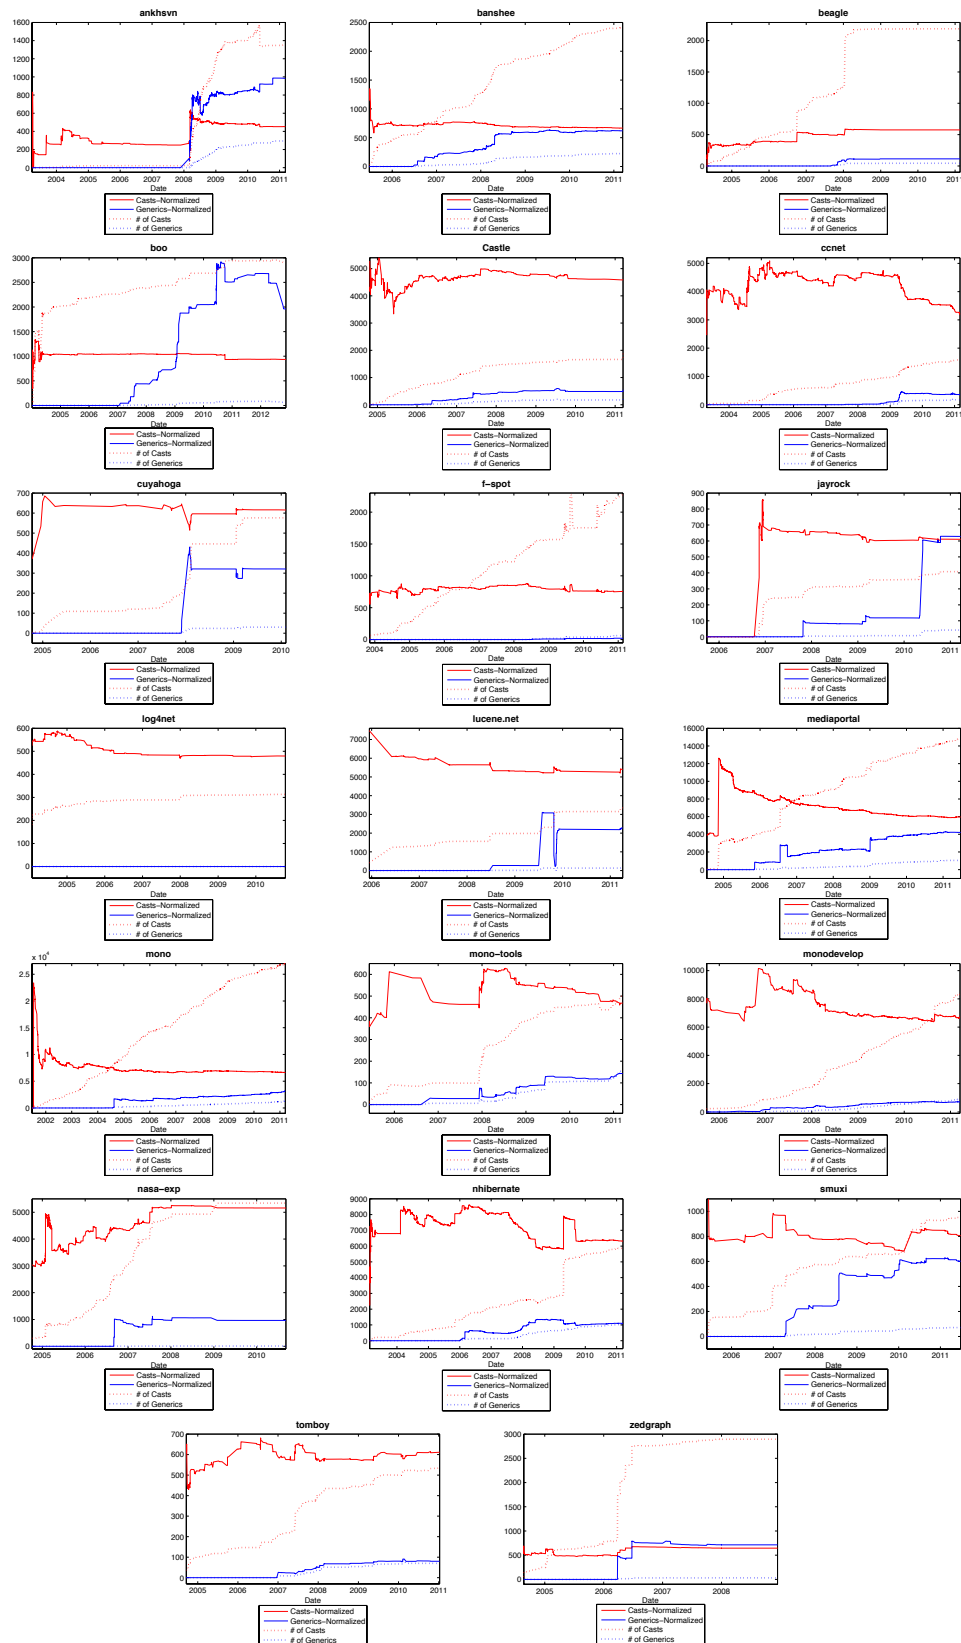 ankhsvn
1600
1400
1200
1000
800
600
400
200
0
2004 2005 2006 2007 2008 2009 2010 2011
Date
Casts−Normalized
Generics−Normalized
# of Casts
# of Generics
banshee
2500
2000
1500
1000
500
0
2006 2007 2008 2009 2010 2011
Date
Casts−Normalized
Generics−Normalized
# of Casts
# of Generics
beagle
2000
1500
1000
500
0
2005 2006 2007 2008 2009 2010 2011
Date
Casts−Normalized
Generics−Normalized
# of Casts
# of Generics
boo
3000
2500
2000
1500
1000
500
0
2005 2006 2007 2008 2009 2010 2011 2012
Date
Casts−Normalized
Generics−Normalized
# of Casts
# of Generics
Castle
5000
4000
3000
2000
1000
0
2005 2006 2007 2008 2009 2010 2011
Date
Casts−Normalized
Generics−Normalized
# of Casts
# of Generics
ccnet
5000
4000
3000
2000
1000
0
2004 2005 2006 2007 2008 2009 2010 2011
Date
Casts−Normalized
Generics−Normalized
# of Casts
# of Generics
cuyahoga
700
600
500
400
300
200
100
0
2005 2006 2007 2008 2009 2010
Date
Casts−Normalized
Generics−Normalized
# of Casts
# of Generics
f−spot
2000
1500
1000
500
0
2004 2005 2006 2007 2008 2009 2010 2011
Date
Casts−Normalized
Generics−Normalized
# of Casts
# of Generics
jayrock
900
800
700
600
500
400
300
200
100
0
2006 2007 2008 2009 2010 2011
Date
Casts−Normalized
Generics−Normalized
# of Casts
# of Generics
log4net
600
500
400
300
200
100
0
2005 2006 2007 2008 2009 2010
Date
Casts−Normalized
Generics−Normalized
# of Casts
# of Generics
lucene.net
7000
6000
5000
4000
3000
2000
1000
0
2006 2007 2008 2009 2010 2011
Date
Casts−Normalized
Generics−Normalized
# of Casts
# of Generics
mediaportal
16000
14000
12000
10000
8000
6000
4000
2000
0
2005 2006 2007 2008 2009 2010 2011
Date
Casts−Normalized
Generics−Normalized
# of Casts
# of Generics
mono
x 10⁴
2.5
2
1.5
1
0.5
0
2002 2003 2004 2005 2006 2007 2008 2009 2010 2011
Date
Casts−Normalized
Generics−Normalized
# of Casts
# of Generics
mono−tools
600
500
400
300
200
100
0
2006 2007 2008 2009 2010 2011
Date
Casts−Normalized
Generics−Normalized
# of Casts
# of Generics
monodevelop
10000
8000
6000
4000
2000
0
2006 2007 2008 2009 2010 2011
Date
Casts−Normalized
Generics−Normalized
# of Casts
# of Generics
nasa−exp
5000
4000
3000
2000
1000
0
2005 2006 2007 2008 2009 2010
Date
Casts−Normalized
Generics−Normalized
# of Casts
# of Generics
nhibernate
9000
8000
7000
6000
5000
4000
3000
2000
1000
0
2004 2005 2006 2007 2008 2009 2010 2011
Date
Casts−Normalized
Generics−Normalized
# of Casts
# of Generics
smuxi
1000
800
600
400
200
0
2006 2007 2008 2009 2010 2011
Date
Casts−Normalized
Generics−Normalized
# of Casts
# of Generics
tomboy
700
600
500
400
300
200
100
0
2005 2006 2007 2008 2009 2010 2011
Date
Casts−Normalized
Generics−Normalized
# of Casts
# of Generics
zedgraph
3000
2500
2000
1500
1000
500
0
2005 2006 2007 2008
Date
Casts−Normalized
Generics−Normalized
# of Casts
# of Generics